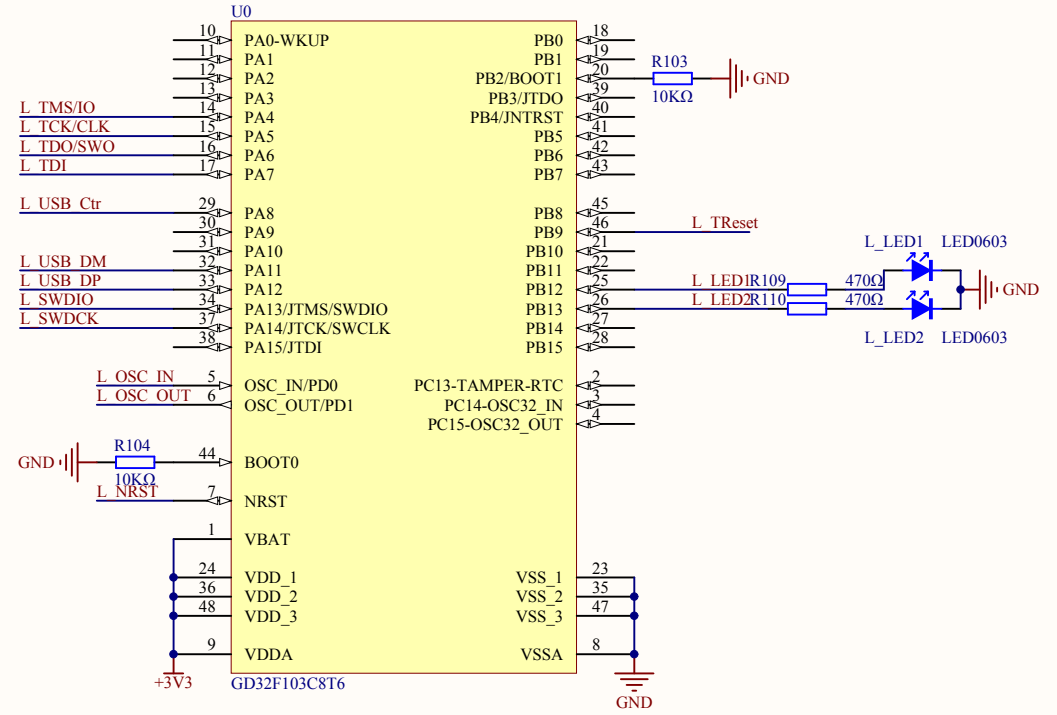 U0
10 PA0-WKUP PB0 18
11 PA1 PB1 19
12 PA2 PB2/BOOT1 20 R103 10KΩ GND
13 PA3 PB3/JTDO 39
L_TMS/IO 14 PA4 PB4/JNTRST 40
L_TCK/CLK 15 PA5 PB5 41
L_TDO/SWO 16 PA6 PB6 42
L_TDI 17 PA7 PB7 43
L_USB_Ctr 29 PA8 PB8 45
30 PA9 PB9 46 L_TReset
31 PA10 PB10 21
L_USB_DM 32 PA11 PB11 22
L_LED1 LED0603
L_USB_DP 33 PA12 PB12 25 L_LED1 R109 470Ω GND
L_SWDIO 34 PA13/JTMS/SWDIO PB13 26 L_LED2 R110 470Ω
L_SWDCK 37 PA14/JTCK/SWCLK PB14 27
L_LED2 LED0603
38 PA15/JTDI PB15 28
L_OSC_IN 5 OSC_IN/PD0 PC13-TAMPER-RTC 2
L_OSC_OUT 6 OSC_OUT/PD1 PC14-OSC32_IN 3
PC15-OSC32_OUT 4
GND R104 10KΩ 44 BOOT0
L_NRST 7 NRST
1 VBAT
24 VDD_1 VSS_1 23
36 VDD_2 VSS_2 35
48 VDD_3 VSS_3 47
9 VDDA VSSA 8
+3V3 GD32F103C8T6 GND